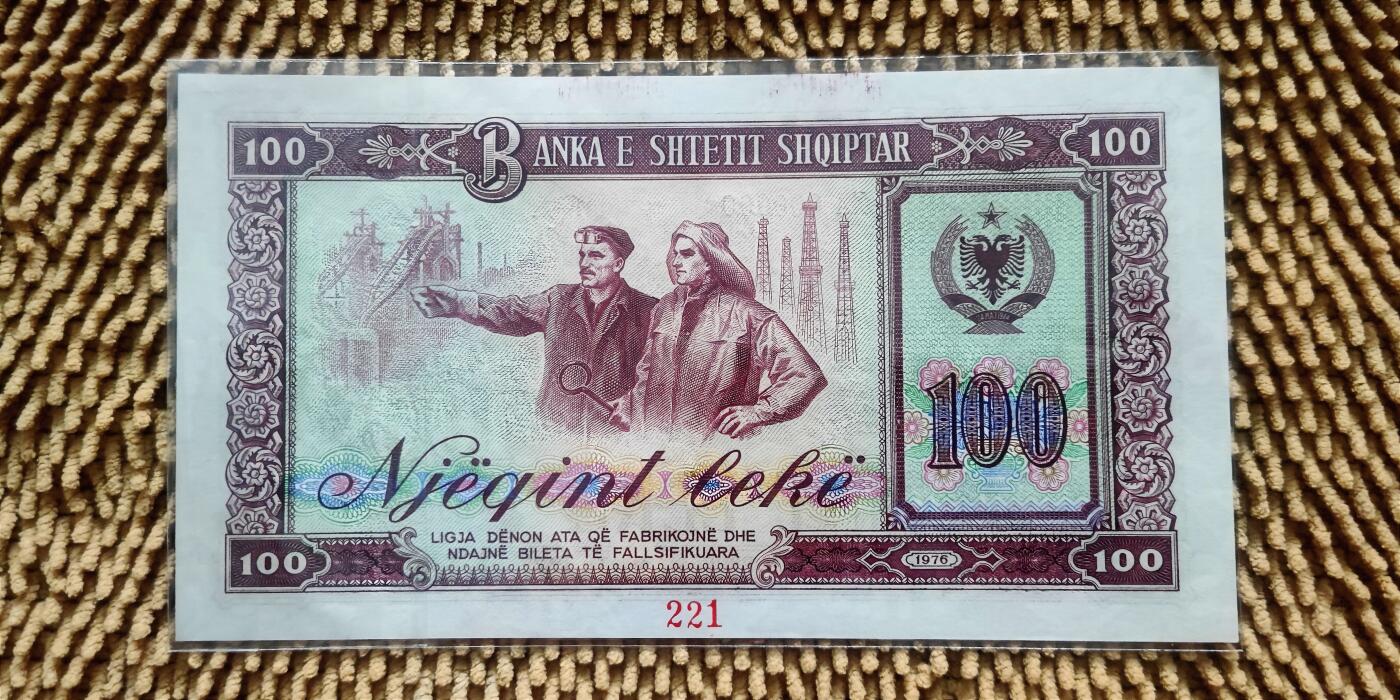 100 BANKA E SHTETIT SHQIPTAR 100
100
Njëqint lekë
LIGJA DËNON ATA QË FABRIKOJNË DHE
NDAJNË BILETA TË FALLSIFIKUARA
100 1976 100
221